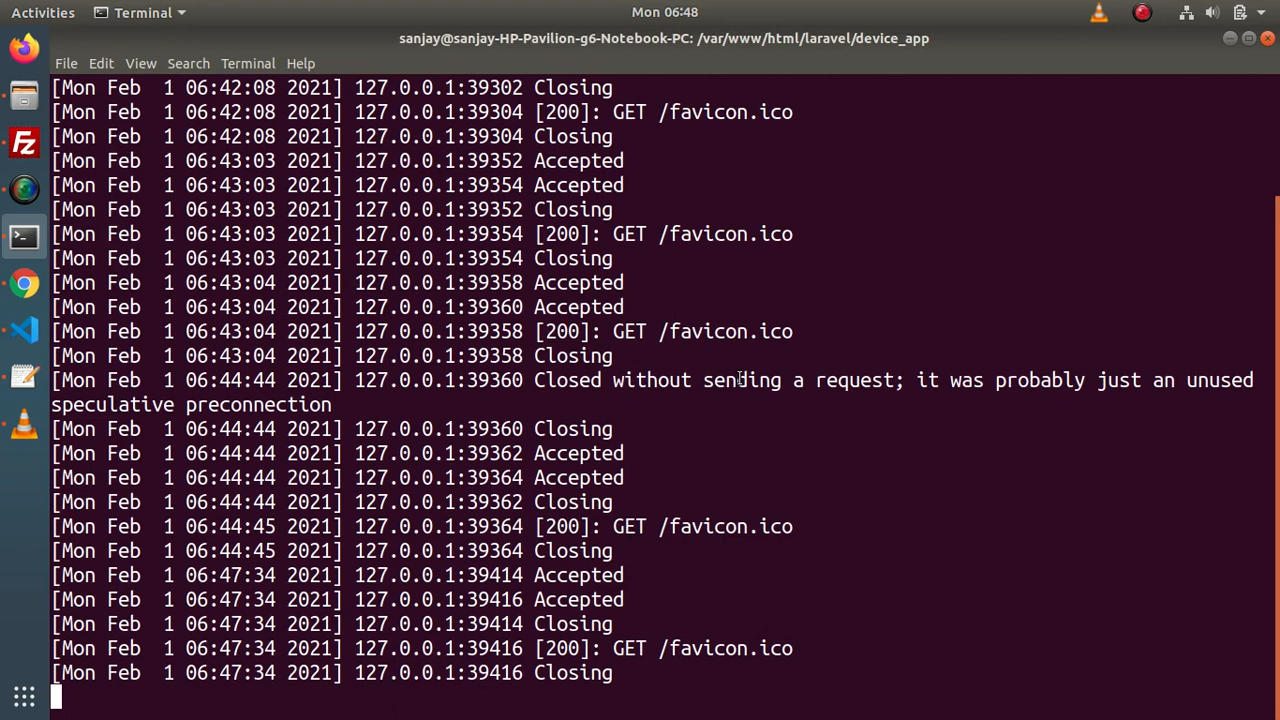 Activities Terminal Mon 06:48
sanjay@sanjay-HP-Pavilion-g6-Notebook-PC: /var/www/html/laravel/device_app
File Edit View Search Terminal Help
[Mon Feb  1 06:42:08 2021] 127.0.0.1:39302 Closing
[Mon Feb  1 06:42:08 2021] 127.0.0.1:39304 [200]: GET /favicon.ico
[Mon Feb  1 06:42:08 2021] 127.0.0.1:39304 Closing
[Mon Feb  1 06:43:03 2021] 127.0.0.1:39352 Accepted
[Mon Feb  1 06:43:03 2021] 127.0.0.1:39354 Accepted
[Mon Feb  1 06:43:03 2021] 127.0.0.1:39352 Closing
[Mon Feb  1 06:43:03 2021] 127.0.0.1:39354 [200]: GET /favicon.ico
[Mon Feb  1 06:43:03 2021] 127.0.0.1:39354 Closing
[Mon Feb  1 06:43:04 2021] 127.0.0.1:39358 Accepted
[Mon Feb  1 06:43:04 2021] 127.0.0.1:39360 Accepted
[Mon Feb  1 06:43:04 2021] 127.0.0.1:39358 [200]: GET /favicon.ico
[Mon Feb  1 06:43:04 2021] 127.0.0.1:39358 Closing
[Mon Feb  1 06:44:44 2021] 127.0.0.1:39360 Closed without sending a request; it was probably just an unused
speculative preconnection
[Mon Feb  1 06:44:44 2021] 127.0.0.1:39360 Closing
[Mon Feb  1 06:44:44 2021] 127.0.0.1:39362 Accepted
[Mon Feb  1 06:44:44 2021] 127.0.0.1:39364 Accepted
[Mon Feb  1 06:44:44 2021] 127.0.0.1:39362 Closing
[Mon Feb  1 06:44:45 2021] 127.0.0.1:39364 [200]: GET /favicon.ico
[Mon Feb  1 06:44:45 2021] 127.0.0.1:39364 Closing
[Mon Feb  1 06:47:34 2021] 127.0.0.1:39414 Accepted
[Mon Feb  1 06:47:34 2021] 127.0.0.1:39416 Accepted
[Mon Feb  1 06:47:34 2021] 127.0.0.1:39414 Closing
[Mon Feb  1 06:47:34 2021] 127.0.0.1:39416 [200]: GET /favicon.ico
[Mon Feb  1 06:47:34 2021] 127.0.0.1:39416 Closing